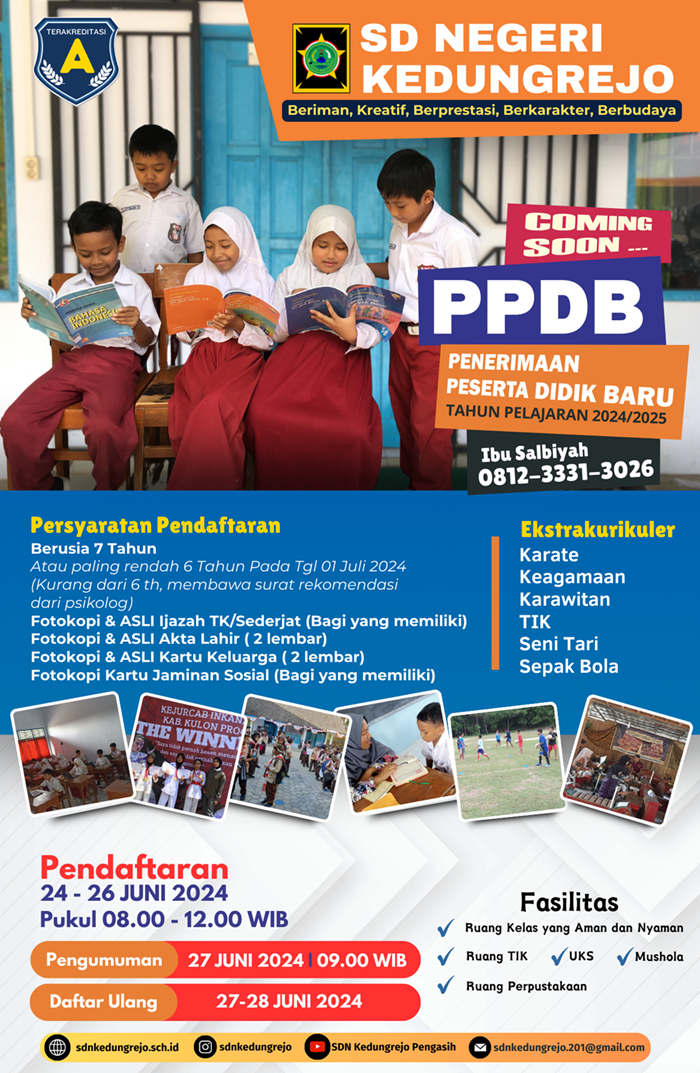 TERAKREDITASI
A
SD NEGERI
KEDUNGREJO
Beriman, Kreatif, Berprestasi, Berkarakter, Berbudaya
COMING
SOON ...
PPDB
PENERIMAAN
PESERTA DIDIK BARU
TAHUN PELAJARAN 2024/2025
Ibu Salbiyah
0812-3331-3026
BAHASA
INDONESIA
Persyaratan Pendaftaran
Berusia 7 Tahun
Atau paling rendah 6 Tahun Pada Tgl 01 Juli 2024
(Kurang dari 6 th, membawa surat rekomendasi
dari psikolog)
Fotokopi & ASLI Ijazah TK/Sederjat (Bagi yang memiliki)
Fotokopi & ASLI Akta Lahir ( 2 lembar)
Fotokopi & ASLI Kartu Keluarga ( 2 lembar)
Fotokopi Kartu Jaminan Sosial (Bagi yang memiliki)
Ekstrakurikuler
Karate
Keagamaan
Karawitan
TIK
Seni Tari
Sepak Bola
KEJURCAB INKAN
KAB. KULON PRO
THE WINN
Pendaftaran
24 - 26 JUNI 2024
Pukul 08.00 - 12.00 WIB
Pengumuman
27 JUNI 2024 | 09.00 WIB
Daftar Ulang
27-28 JUNI 2024
Fasilitas
Ruang Kelas yang Aman dan Nyaman
Ruang TIK
UKS
Mushola
Ruang Perpustakaan
sdnkedungrejo.sch.id
sdnkedungrejo
SDN Kedungrejo Pengasih
sdnkedungrejo.201@gmail.com